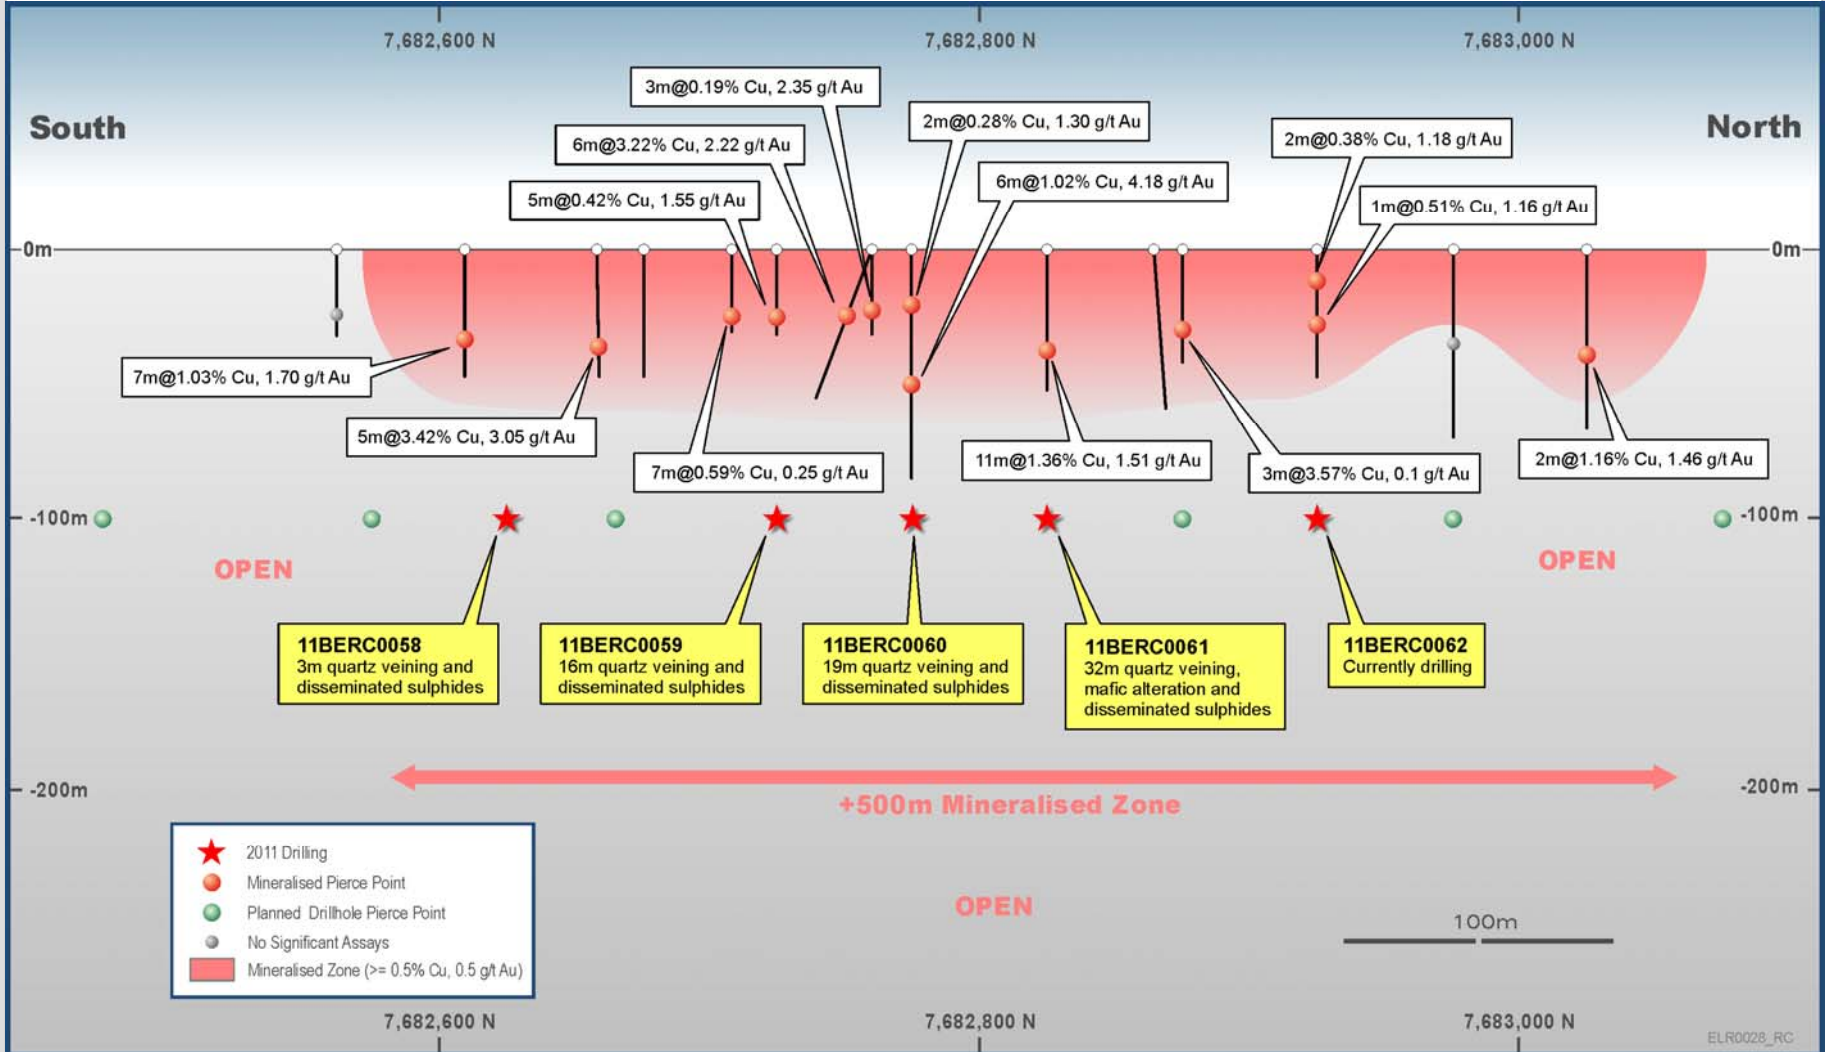 7,682,600 N
7,682,800 N
7,683,000 N
South
North
3m@0.19% Cu, 2.35 g/t Au
2m@0.28% Cu, 1.30 g/t Au
6m@3.22% Cu, 2.22 g/t Au
2m@0.38% Cu, 1.18 g/t Au
6m@1.02% Cu, 4.18 g/t Au
5m@0.42% Cu, 1.55 g/t Au
1m@0.51% Cu, 1.16 g/t Au
0m
0m
7m@1.03% Cu, 1.70 g/t Au
5m@3.42% Cu, 3.05 g/t Au
7m@0.59% Cu, 0.25 g/t Au
11m@1.36% Cu, 1.51 g/t Au
3m@3.57% Cu, 0.1 g/t Au
2m@1.16% Cu, 1.46 g/t Au
-100m
-100m
OPEN
OPEN
11BERC0058
3m quartz veining and
disseminated sulphides
11BERC0059
16m quartz veining and
disseminated sulphides
11BERC0060
19m quartz veining and
disseminated sulphides
11BERC0061
32m quartz veining,
mafic alteration and
disseminated sulphides
11BERC0062
Currently drilling
-200m
-200m
+500m Mineralised Zone
2011 Drilling
Mineralised Pierce Point
Planned Drillhole Pierce Point
No Significant Assays
Mineralised Zone (>= 0.5% Cu, 0.5 g/t Au)
OPEN
100m
7,682,600 N
7,682,800 N
7,683,000 N
ELR0028_RC